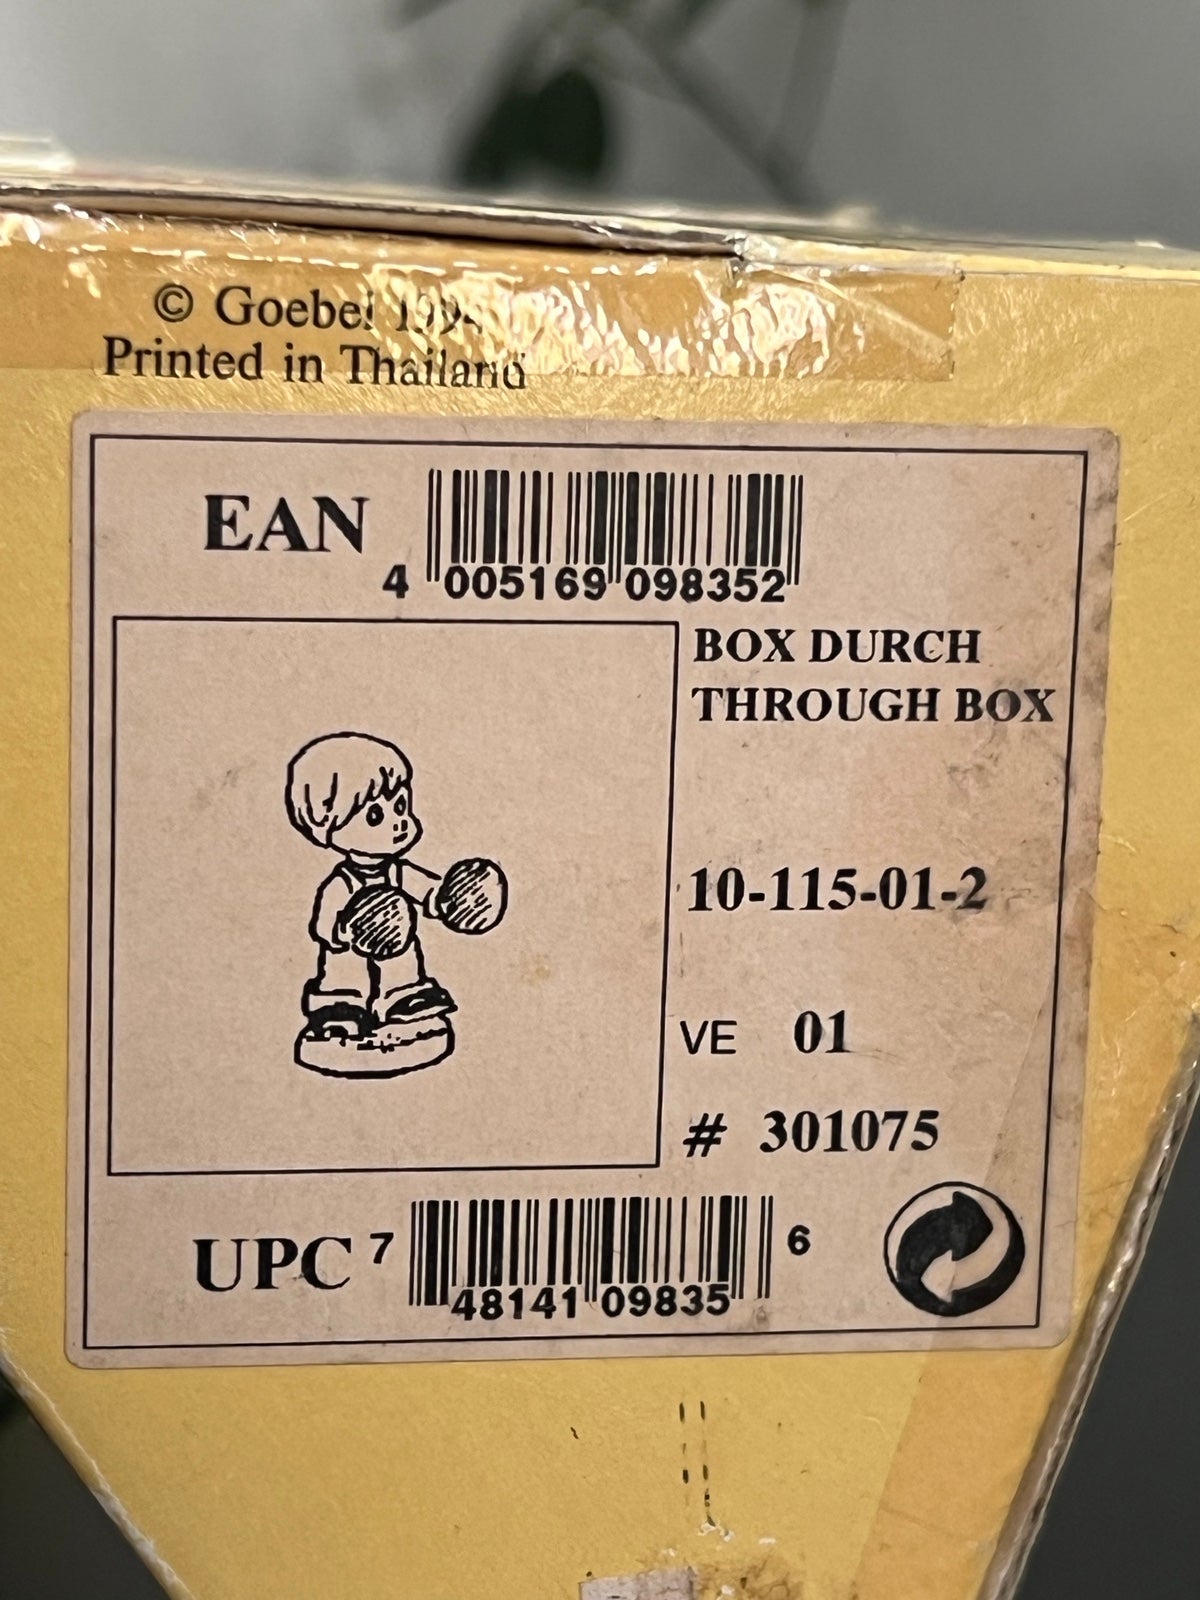 © Goebel 1994
Printed in Thailand
EAN
4 005169 098352
BOX DURCH
THROUGH BOX
10-115-01-2
VE 01
# 301075
UPC 7 48141 09835 6